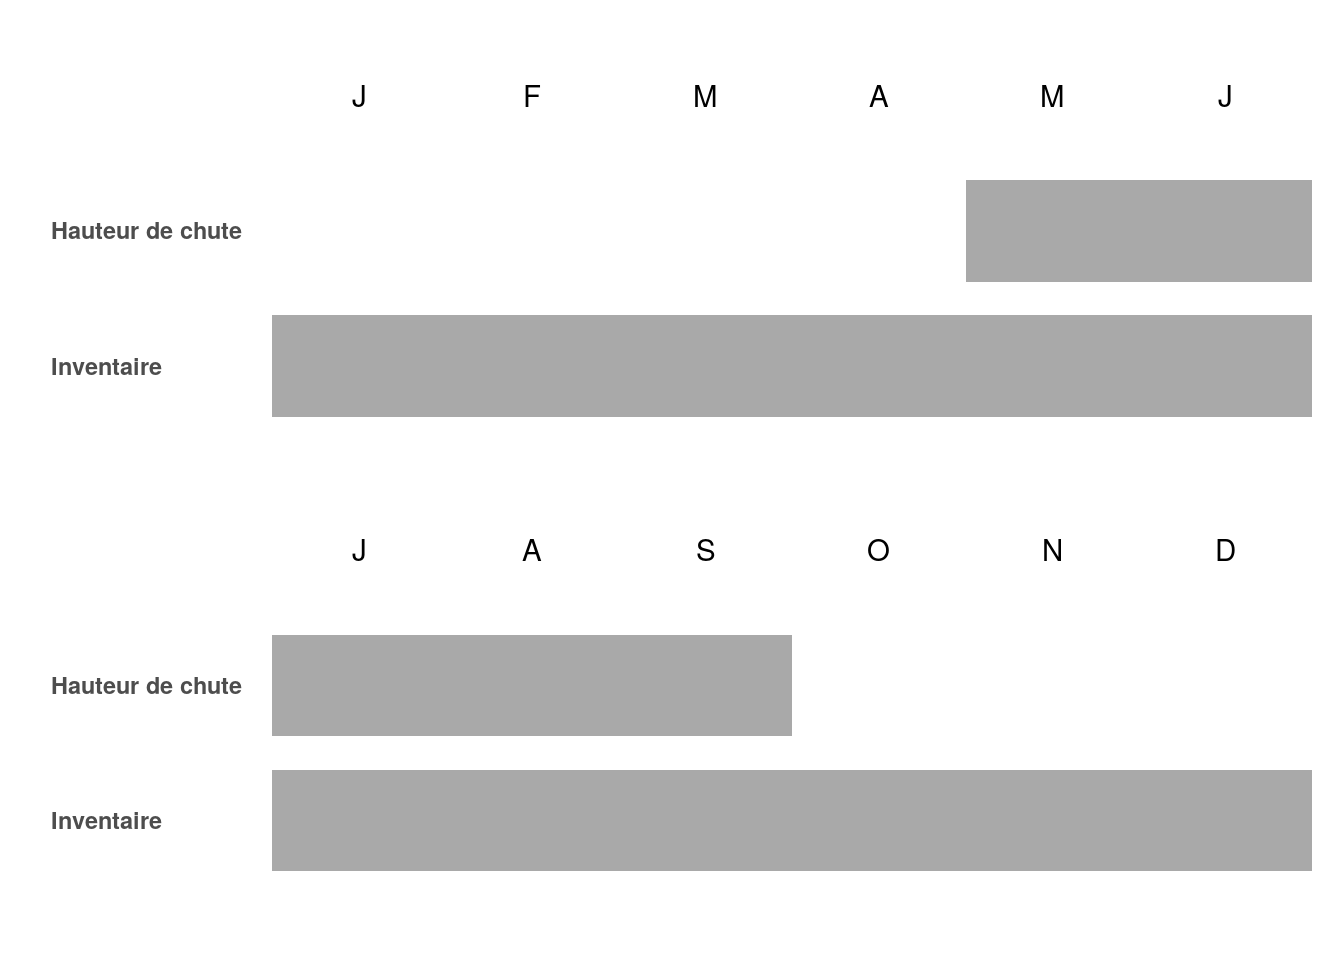 J F M A M J
Hauteur de chute
Inventaire
J A S O N D
Hauteur de chute
Inventaire